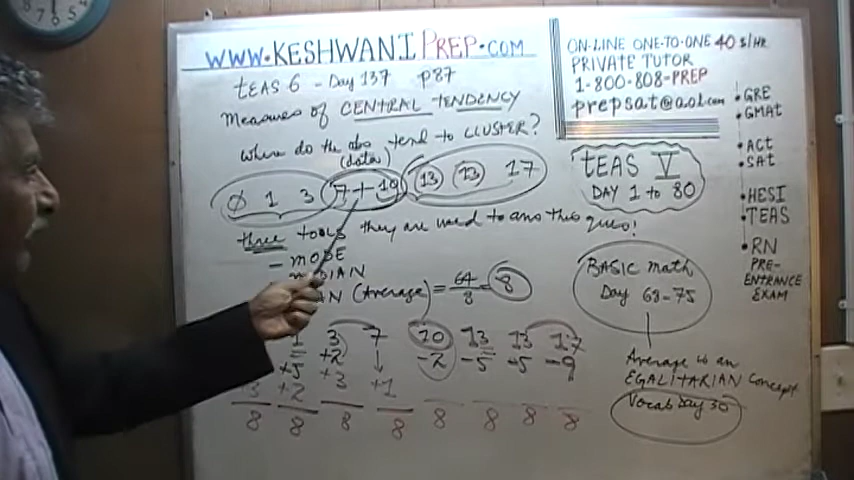 WWW.KESHWANIPREP.COM
TEAS 6 - Day 137 P87
Measures of CENTRAL TENDENCY
Where do the obs tend to CLUSTER?
(data)
0 1 3 7 + 10 13 13 17
three tools they are used to ans this ques!
- MODE
MEDIAN
AN (Average) = 64/8 = 8
1 3 7 10 13 13 17
+5 +2 -2 -5 -5 -9
3 +2 +3 +1
8 8 8 8 8 8 8 8
ON-LINE ONE-TO-ONE 40 $/HR
PRIVATE TUTOR
1-800-808-PREP
prepsat@aol.com
TEAS V
DAY 1 to 80
BASIC math
Day 69-75
Average is an
EGALITARIAN concept
Vocab Day 30
• GRE
• GMAT
• ACT
• SAT
• HESI
• TEAS
• RN
PRE-
ENTRANCE
EXAM